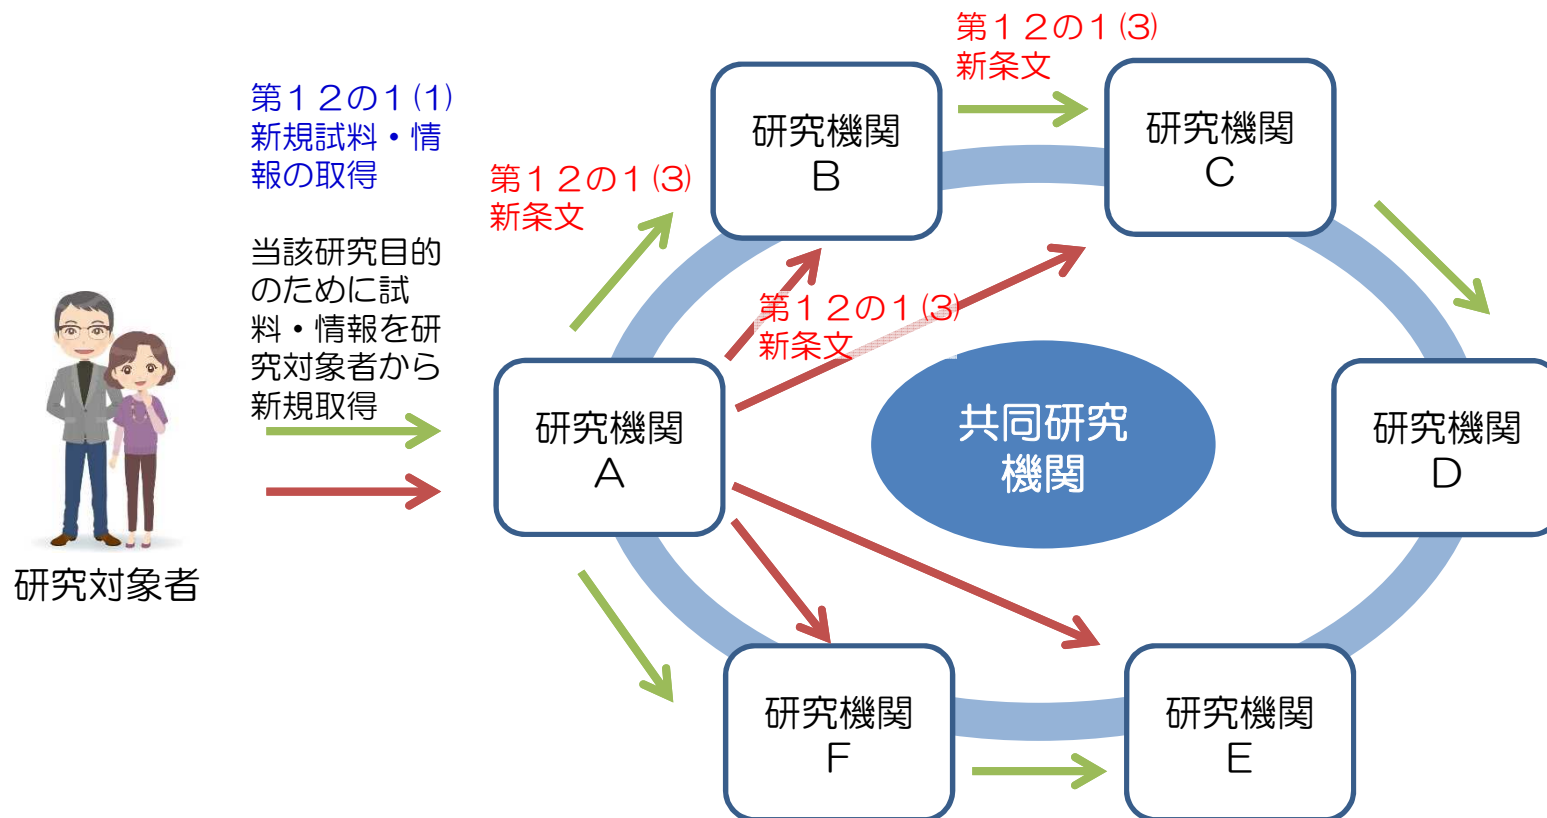 第１２の１(1)
新規試料・情
報の取得
当該研究目的
のために試
料・情報を研
究対象者から
新規取得
研究対象者
第１２の１(3)
新条文
第１２の１(3)
新条文
第１２の１(3)
新条文
研究機関
B
研究機関
C
研究機関
A
共同研究
機関
研究機関
D
研究機関
F
研究機関
E